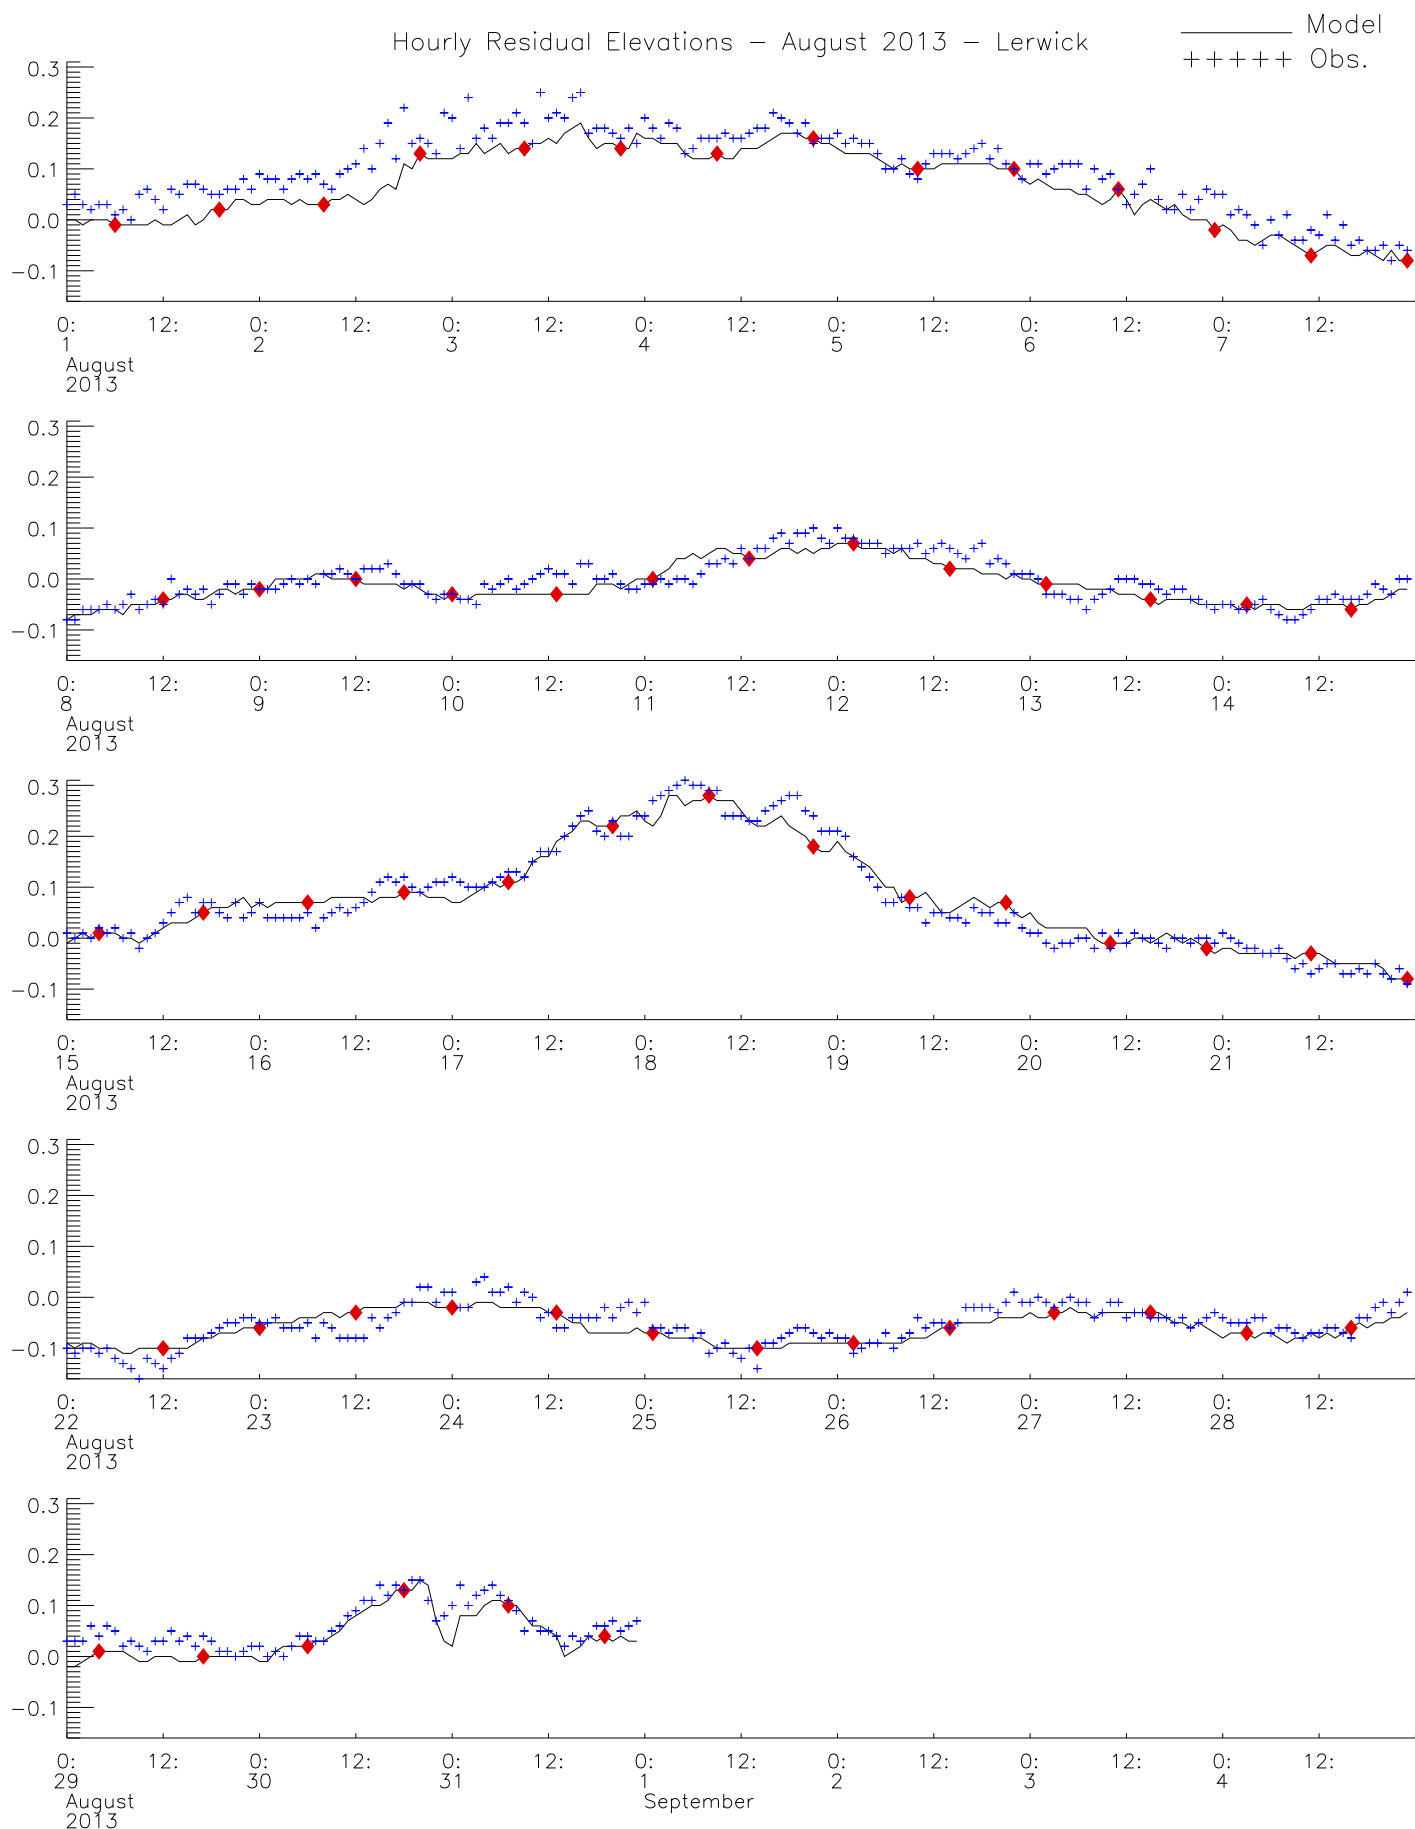 Hourly Residual Elevations − August 2013 − Lerwick
Model
+++++ Obs.
0.3
0.2
0.1
0.0
−0.1
0: 12: 0: 12: 0: 12: 0: 12: 0: 12: 0: 12: 0: 12:
1 2 3 4 5 6 7
August
2013
0.3
0.2
0.1
0.0
−0.1
0: 12: 0: 12: 0: 12: 0: 12: 0: 12: 0: 12: 0: 12:
8 9 10 11 12 13 14
August
2013
0.3
0.2
0.1
0.0
−0.1
0: 12: 0: 12: 0: 12: 0: 12: 0: 12: 0: 12: 0: 12:
15 16 17 18 19 20 21
August
2013
0.3
0.2
0.1
0.0
−0.1
0: 12: 0: 12: 0: 12: 0: 12: 0: 12: 0: 12: 0: 12:
22 23 24 25 26 27 28
August
2013
0.3
0.2
0.1
0.0
−0.1
0: 12: 0: 12: 0: 12: 0: 12: 0: 12: 0: 12: 0: 12:
29 30 31 1 2 3 4
August September
2013